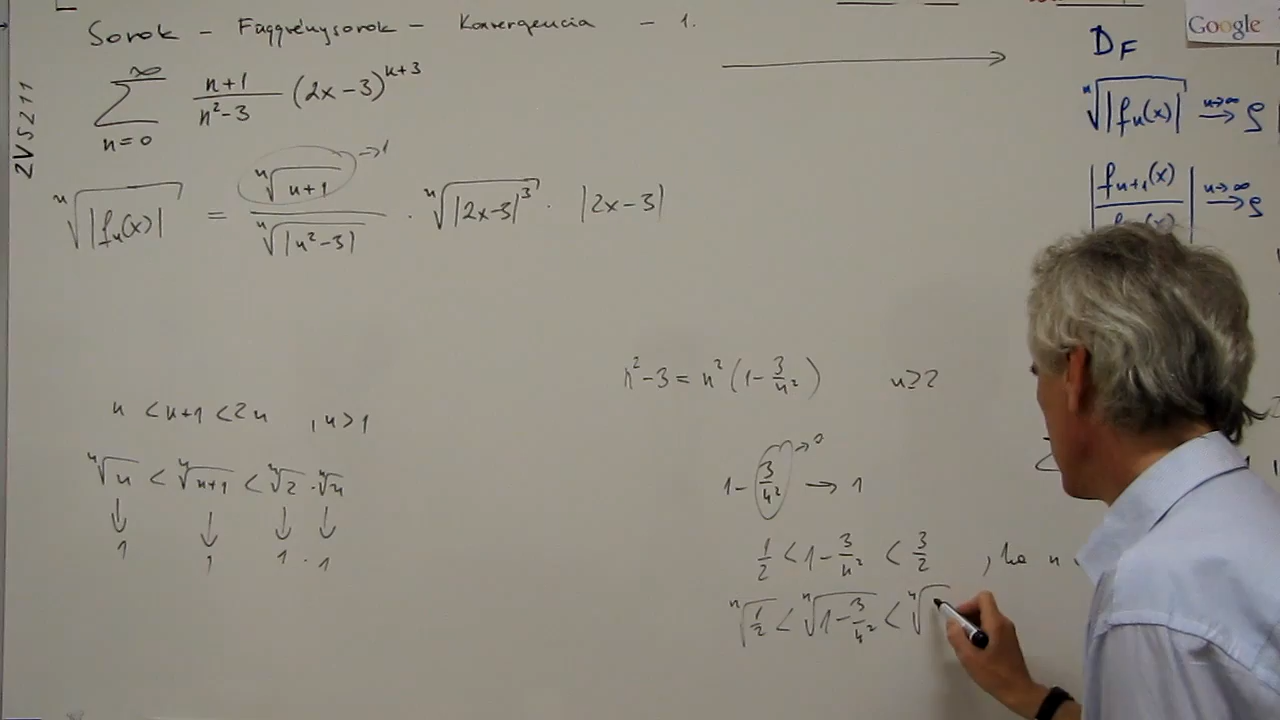 Sorok – Függvénysorok – Konvergencia – 1.
Google
ZV5211
∞ ∑ n=0 (n+1)/(n²-3) (2x-3)^(n+3)
D_F
ⁿ√|fₙ(x)| n→∞ → ρ
|fₙ₊₁(x) / fₙ(x)| n→∞ → ρ
ⁿ√|fₙ(x)| = ⁿ√(n+1) →1 / ⁿ√|n²-3| · ⁿ√|2x-3|³ · |2x-3|
n²-3 = n²(1-3/n²) n≥2
n < n+1 < 2n , n>1
ⁿ√n < ⁿ√(n+1) < ⁿ√2 · ⁿ√n
↓ ↓ ↓ ↓
1 1 1 · 1
1 - 3/n² →0 → 1
1/2 < 1 - 3/n² < 3/2 , ha n
ⁿ√(1/2) < ⁿ√(1-3/n²) < ⁿ√